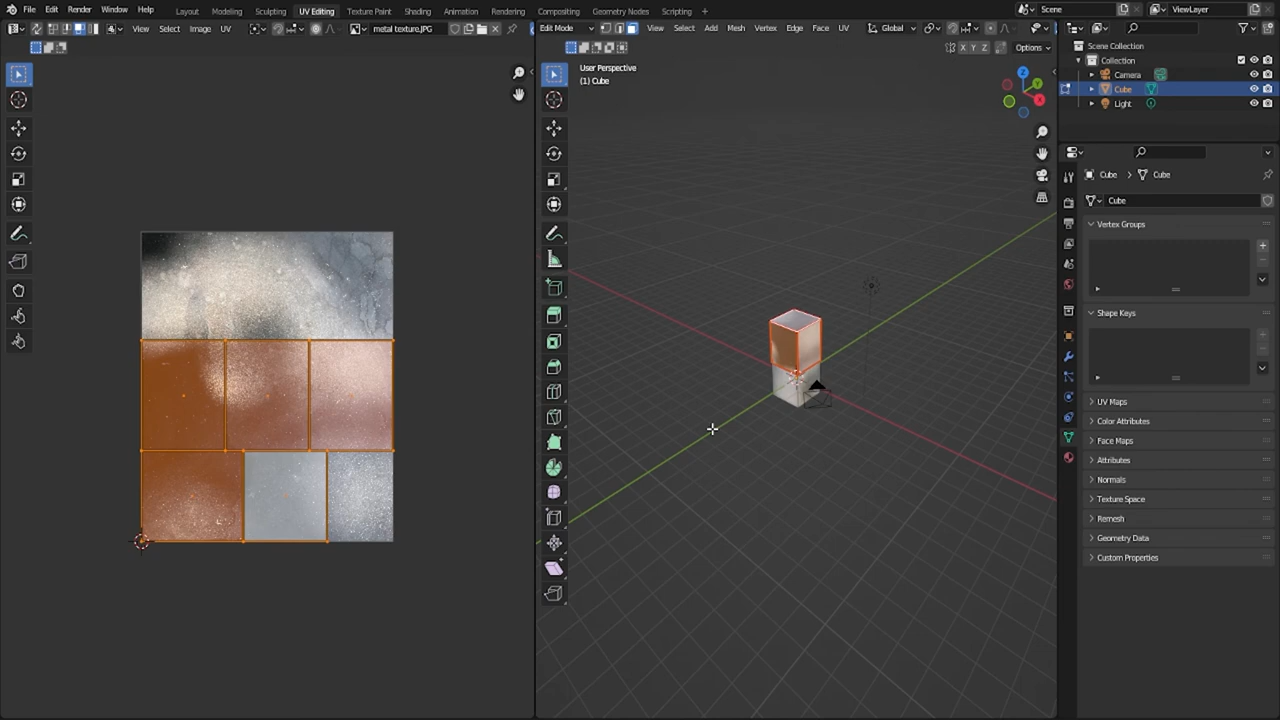 File Edit Render Window Help Layout Modeling Sculpting UV Editing Texture Paint Shading Animation Rendering Compositing Geometry Nodes Scripting + Scene ViewLayer
View Select Image UV metal texture.JPG Edit Mode View Select Add Mesh Vertex Edge Face UV Global
X Y Z Options
Scene Collection
Collection
Camera
Cube
Light
User Perspective
(1) Cube
Z
Y
X
Cube > Cube
Cube
Vertex Groups
Shape Keys
UV Maps
Color Attributes
Face Maps
Attributes
Normals
Texture Space
Remesh
Geometry Data
Custom Properties